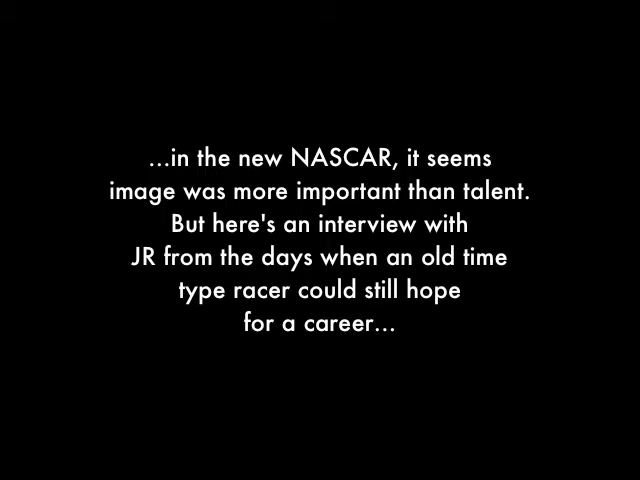 ...in the new NASCAR, it seems
image was more important than talent.
But here's an interview with
JR from the days when an old time
type racer could still hope
for a career...